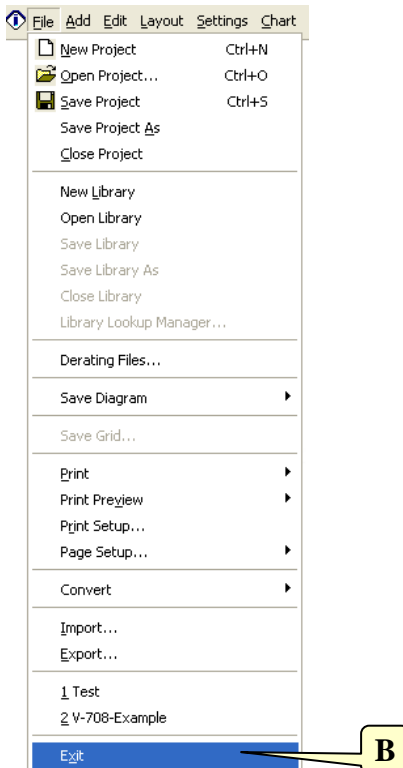 File Add Edit Layout Settings Chart
New Project Ctrl+N
Open Project... Ctrl+O
Save Project Ctrl+S
Save Project As
Close Project
New Library
Open Library
Save Library
Save Library As
Close Library
Library Lookup Manager...
Derating Files...
Save Diagram
Save Grid...
Print
Print Preview
Print Setup...
Page Setup...
Convert
Import...
Export...
1 Test
2 V-708-Example
Exit
B